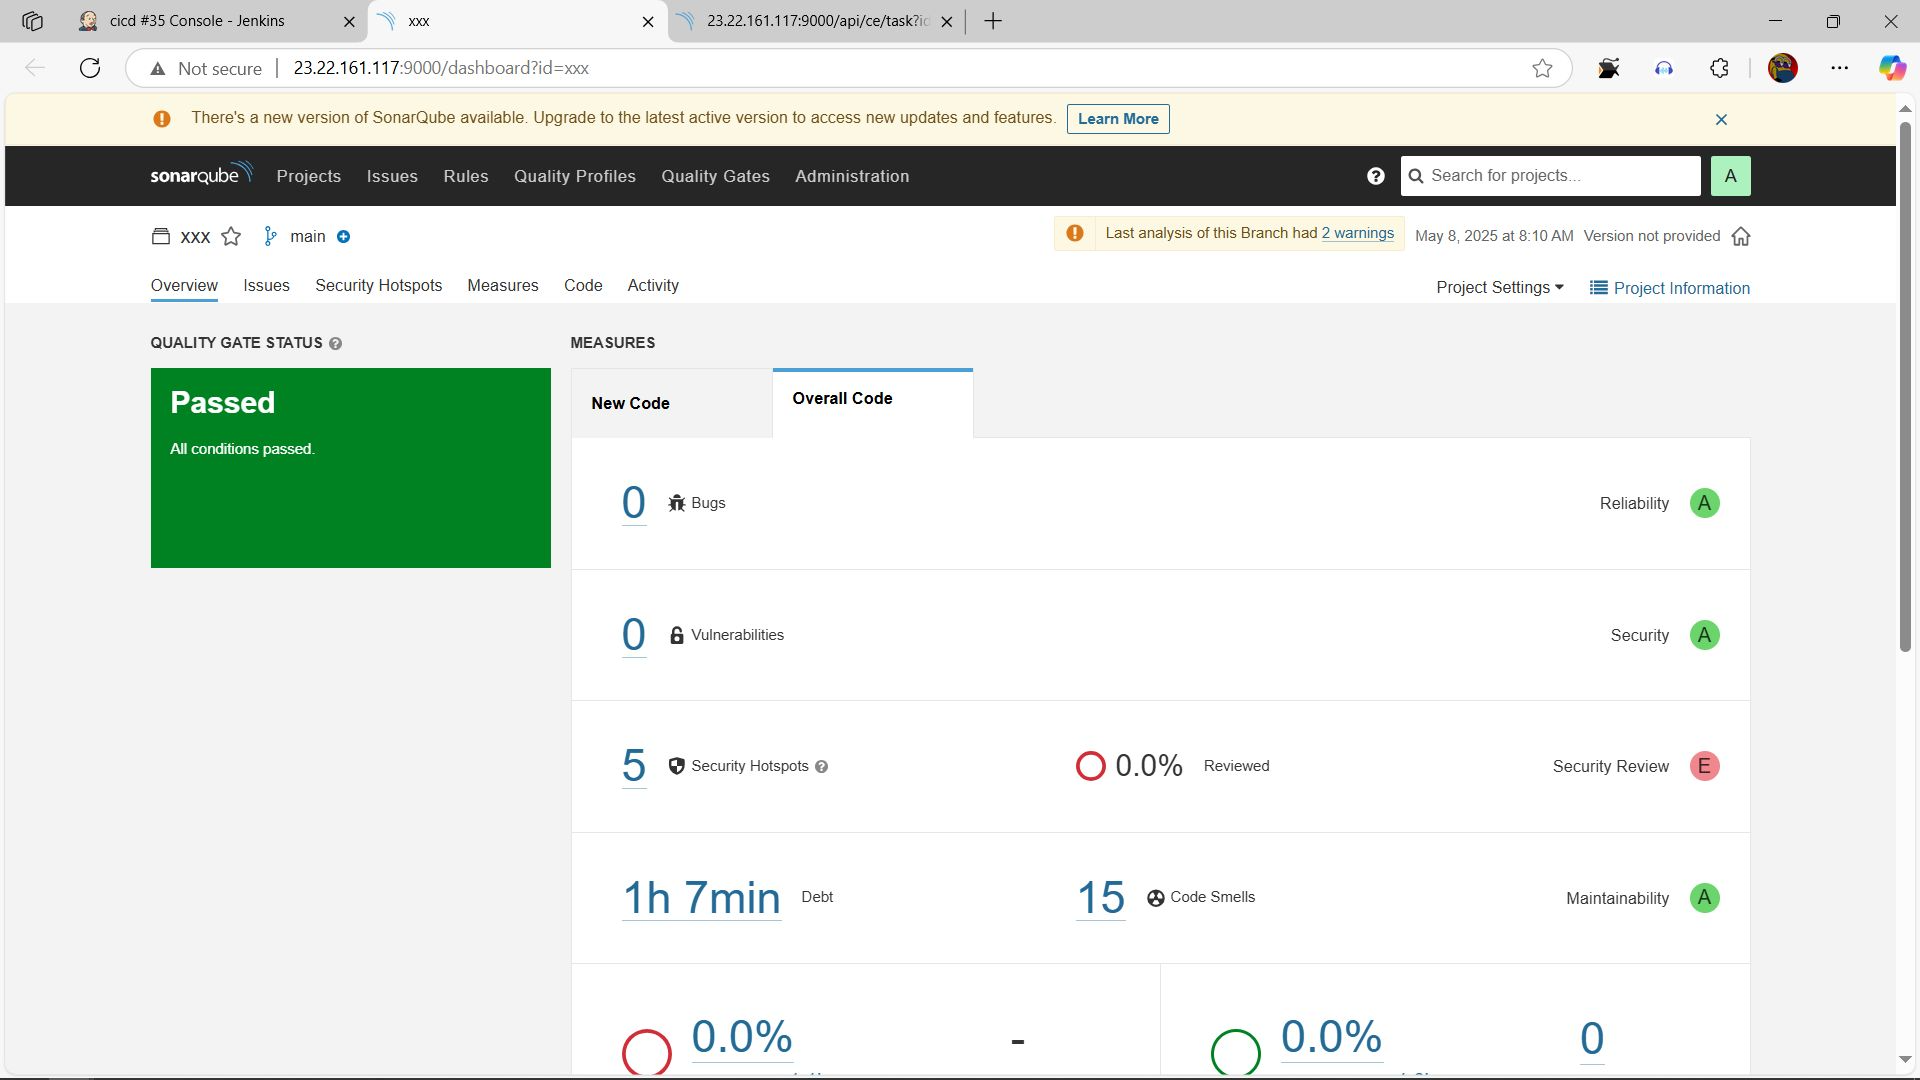 cicd #35 Console - Jenkins
xxx
23.22.161.117:9000/api/ce/task?id
Not secure
23.22.161.117:9000/dashboard?id=xxx
There's a new version of SonarQube available. Upgrade to the latest active version to access new updates and features.
Learn More
sonarqube
Projects
Issues
Rules
Quality Profiles
Quality Gates
Administration
Search for projects...
A
xxx
main
Last analysis of this Branch had 2 warnings
May 8, 2025 at 8:10 AM
Version not provided
Overview
Issues
Security Hotspots
Measures
Code
Activity
Project Settings
Project Information
QUALITY GATE STATUS
MEASURES
Passed
All conditions passed.
New Code
Overall Code
0
Bugs
Reliability
A
0
Vulnerabilities
Security
A
5
Security Hotspots
0.0%
Reviewed
Security Review
E
1h 7min
Debt
15
Code Smells
Maintainability
A
0.0%
-
0.0%
0